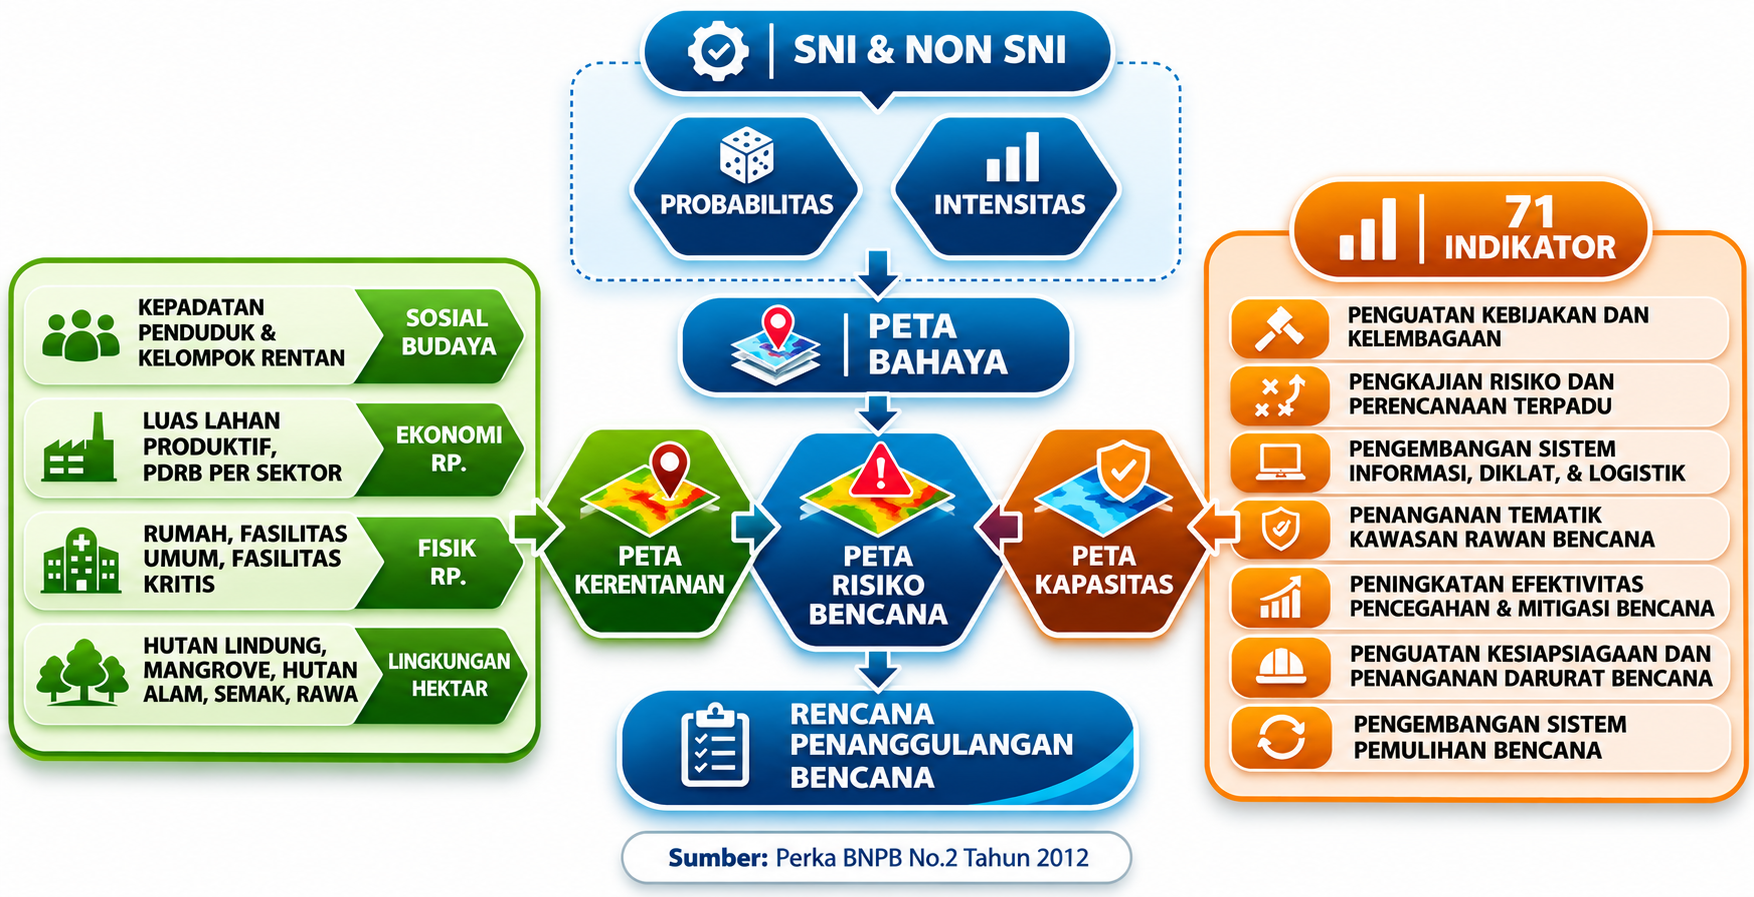 SNI & NON SNI
PROBABILITAS
INTENSITAS
PETA
BAHAYA
KEPADATAN
PENDUDUK &
KELOMPOK RENTAN
SOSIAL
BUDAYA
LUAS LAHAN
PRODUKTIF,
PDRB PER SEKTOR
EKONOMI
RP.
RUMAH, FASILITAS
UMUM, FASILITAS
KRITIS
FISIK
RP.
HUTAN LINDUNG,
MANGROVE, HUTAN
ALAM, SEMAK, RAWA
LINGKUNGAN
HEKTAR
PETA
KERENTANAN
PETA
RISIKO
BENCANA
PETA
KAPASITAS
71
INDIKATOR
PENGUATAN KEBIJAKAN DAN
KELEMBAGAAN
PENGKAJIAN RISIKO DAN
PERENCANAAN TERPADU
PENGEMBANGAN SISTEM
INFORMASI, DIKLAT, & LOGISTIK
PENANGANAN TEMATIK
KAWASAN RAWAN BENCANA
PENINGKATAN EFEKTIVITAS
PENCEGAHAN & MITIGASI BENCANA
PENGUATAN KESIAPSIAGAAN DAN
PENANGANAN DARURAT BENCANA
PENGEMBANGAN SISTEM
PEMULIHAN BENCANA
RENCANA
PENANGGULANGAN
BENCANA
Sumber: Perka BNPB No.2 Tahun 2012